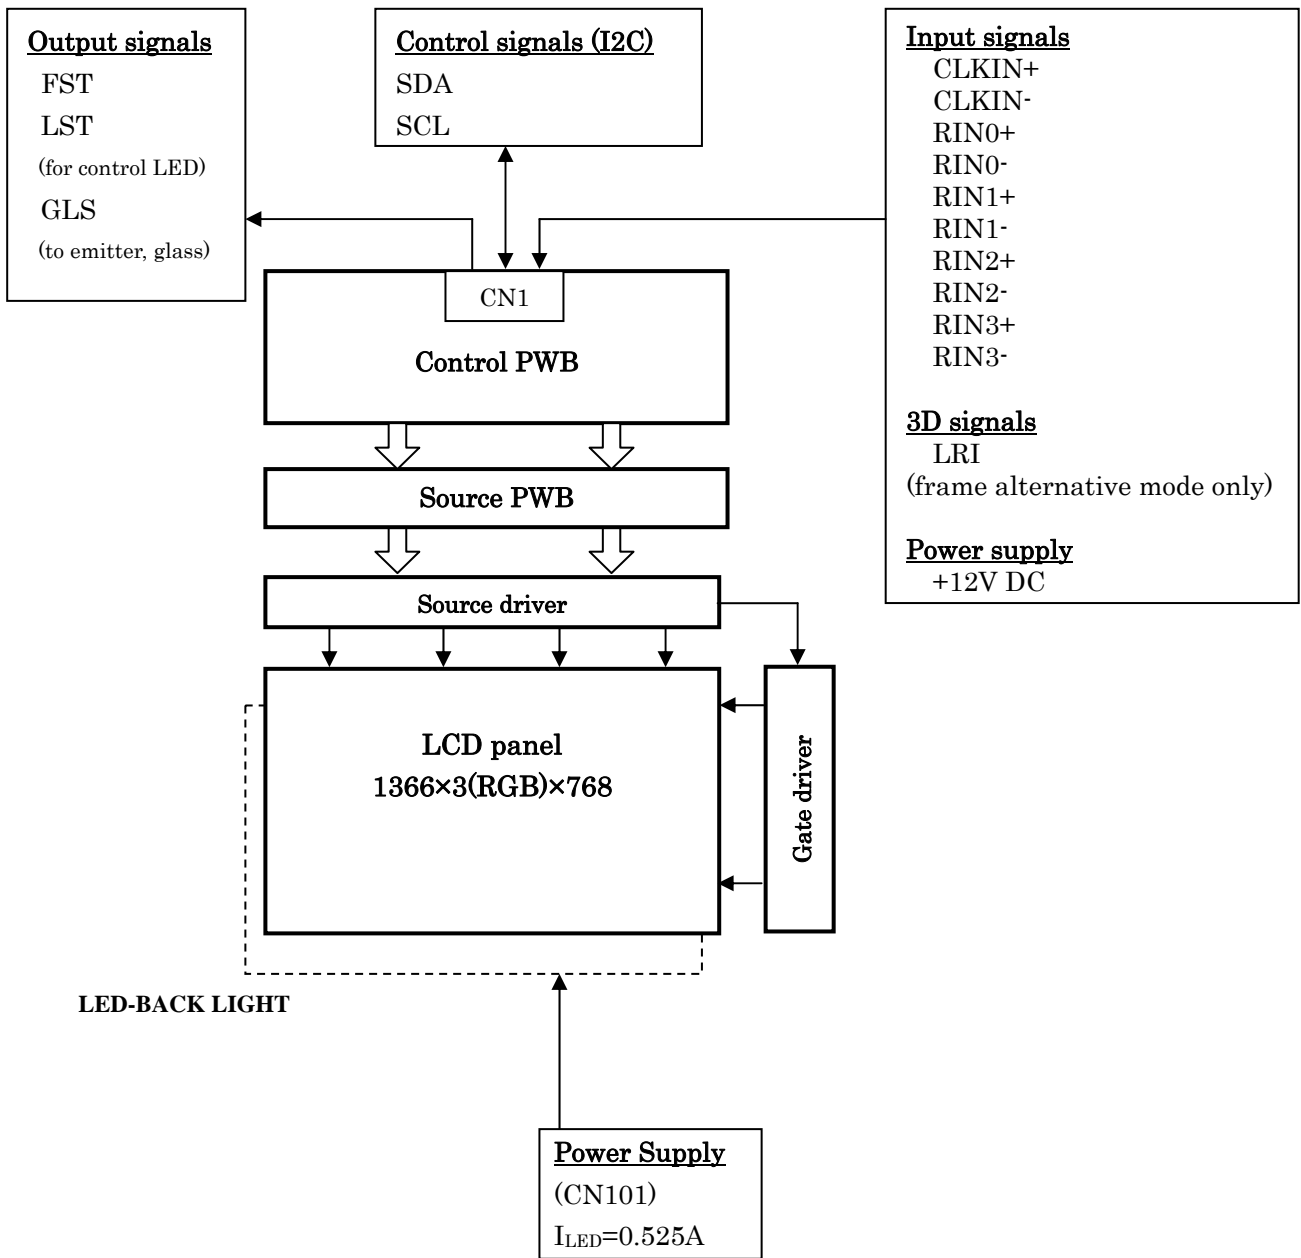 Output signals
FST
LST
(for control LED)
GLS
(to emitter, glass)
Control signals (I2C)
SDA
SCL
Input signals
CLKIN+
CLKIN-
RIN0+
RIN0-
RIN1+
RIN1-
RIN2+
RIN2-
RIN3+
RIN3-
3D signals
LRI
(frame alternative mode only)
Power supply
+12V DC
CN1
Control PWB
Source PWB
Source driver
LCD panel
1366×3(RGB)×768
Gate driver
LED-BACK LIGHT
Power Supply
(CN101)
ILED=0.525A